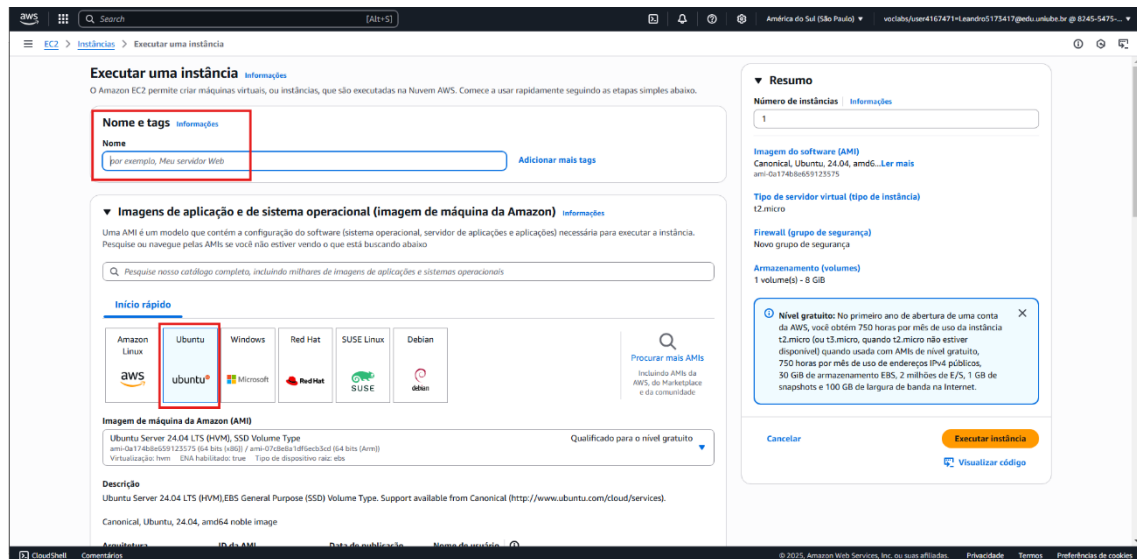 aws
Search
[Alt+S]
América do Sul (São Paulo)
voclabs/user4167471=Leandro5173417@edu.uniube.br @ 8245-5475-...
EC2 > Instâncias > Executar uma instância
Executar uma instância Informações
O Amazon EC2 permite criar máquinas virtuais, ou instâncias, que são executadas na Nuvem AWS. Comece a usar rapidamente seguindo as etapas simples abaixo.
Nome e tags Informações
Nome
por exemplo, Meu servidor Web
Adicionar mais tags
Imagens de aplicação e de sistema operacional (imagem de máquina da Amazon) Informações
Uma AMI é um modelo que contém a configuração do software (sistema operacional, servidor de aplicações e aplicações) necessária para executar a instância.
Pesquise ou navegue pelas AMIs se você não estiver vendo o que está buscando abaixo
Pesquise nosso catálogo completo, incluindo milhares de imagens de aplicações e sistemas operacionais
Início rápido
Amazon
Linux
aws
Ubuntu
ubuntu
Windows
Microsoft
Red Hat
Red Hat
SUSE Linux
SUSE
Debian
debian
Procurar mais AMIs
Incluindo AMIs da
AWS, do Marketplace
e da comunidade
Imagem de máquina da Amazon (AMI)
Ubuntu Server 24.04 LTS (HVM), SSD Volume Type
Qualificado para o nível gratuito
ami-0a174b8e659123575 (64 bits (x86)) / ami-07c8e8a1df6ecb3cd (64 bits (Arm))
Virtualização: hvm ENA habilitado: true Tipo de dispositivo raiz: ebs
Descrição
Ubuntu Server 24.04 LTS (HVM),EBS General Purpose (SSD) Volume Type. Support available from Canonical (http://www.ubuntu.com/cloud/services).
Canonical, Ubuntu, 24.04, amd64 noble image
Arquitetura ID da AMI Data de publicação Nome de usuário
Resumo
Número de instâncias Informações
1
Imagem do software (AMI)
Canonical, Ubuntu, 24.04, amd6...Ler mais
ami-0a174b8e659123575
Tipo de servidor virtual (tipo de instância)
t2.micro
Firewall (grupo de segurança)
Novo grupo de segurança
Armazenamento (volumes)
1 volume(s) - 8 GiB
Nível gratuito: No primeiro ano de abertura de uma conta
da AWS, você obtém 750 horas por mês de uso da instância
t2.micro (ou t3.micro, quando t2.micro não estiver
disponível) quando usada com AMIs de nível gratuito,
750 horas por mês de uso de endereços IPv4 públicos,
30 GiB de armazenamento EBS, 2 milhões de E/S, 1 GB de
snapshots e 100 GB de largura de banda na Internet.
Cancelar
Executar instância
Visualizar código
CloudShell
Comentários
© 2025, Amazon Web Services, Inc. ou suas afiliadas.
Privacidade
Termos
Preferências de cookies